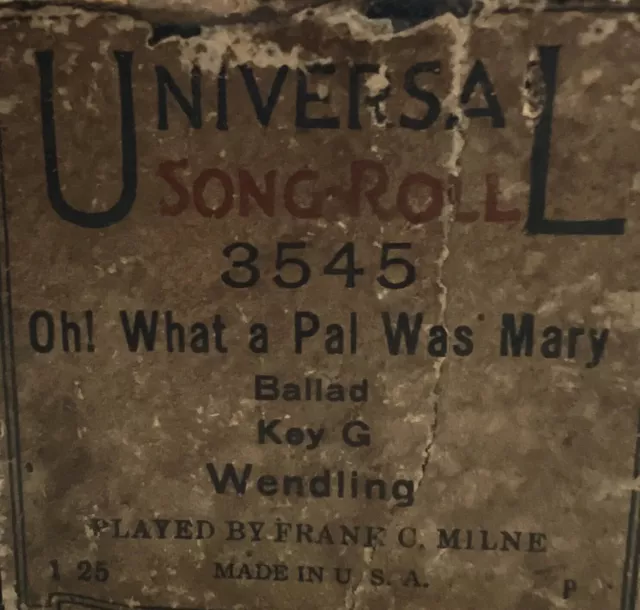 UNIVERSAL
SONG ROLL
3545
Oh! What a Pal Was Mary
Ballad
Key G
Wendling
PLAYED BY FRANK C. MILNE
1 25 MADE IN U. S. A. P